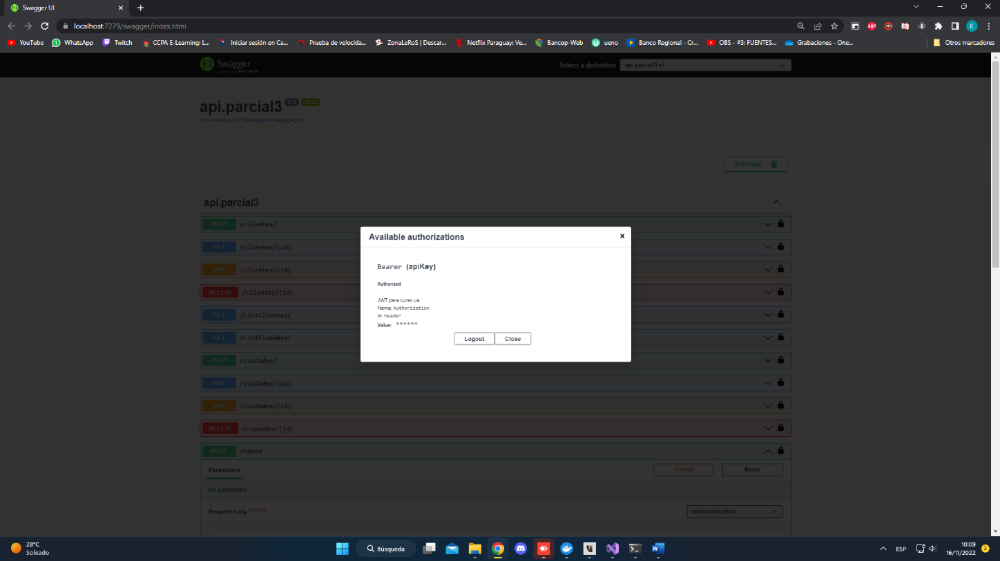 Swagger UI
localhost:7279/swagger/index.html
YouTube WhatsApp Twitch CCPA E-Learning: L... Iniciar sesión en Ca... Prueba de velocida... ZonaLeRoS | Descar... Netflix Paraguay: Ve... Bancop-Web ueno Banco Regional - Cr... OBS - #3: FUENTES... Grabaciones - One... Otros marcadores
Swagger
Select a definition api.parcial3 v1
api.parcial3 1.0 OAS3
https://localhost:7279/swagger/v1/swagger.json
Authorize
api.parcial3
POST /clientes/
GET /clientes/{id}
PUT /clientes/{id}
DELETE /clientes/{id}
GET /ListClientes/
GET /ListCiudades/
POST /ciudades/
GET /ciudades/{id}
PUT /ciudades/{id}
DELETE /ciudades/{id}
POST /token
Parameters Cancel Reset
No parameters
Request body required application/json
Available authorizations ×
Bearer (apiKey)
Authorized
JWT para curso ua
Name: Authorization
In: header
Value: ******
Logout Close
28°C
Soleado
Búsqueda
ESP
10:09
16/11/2022
2